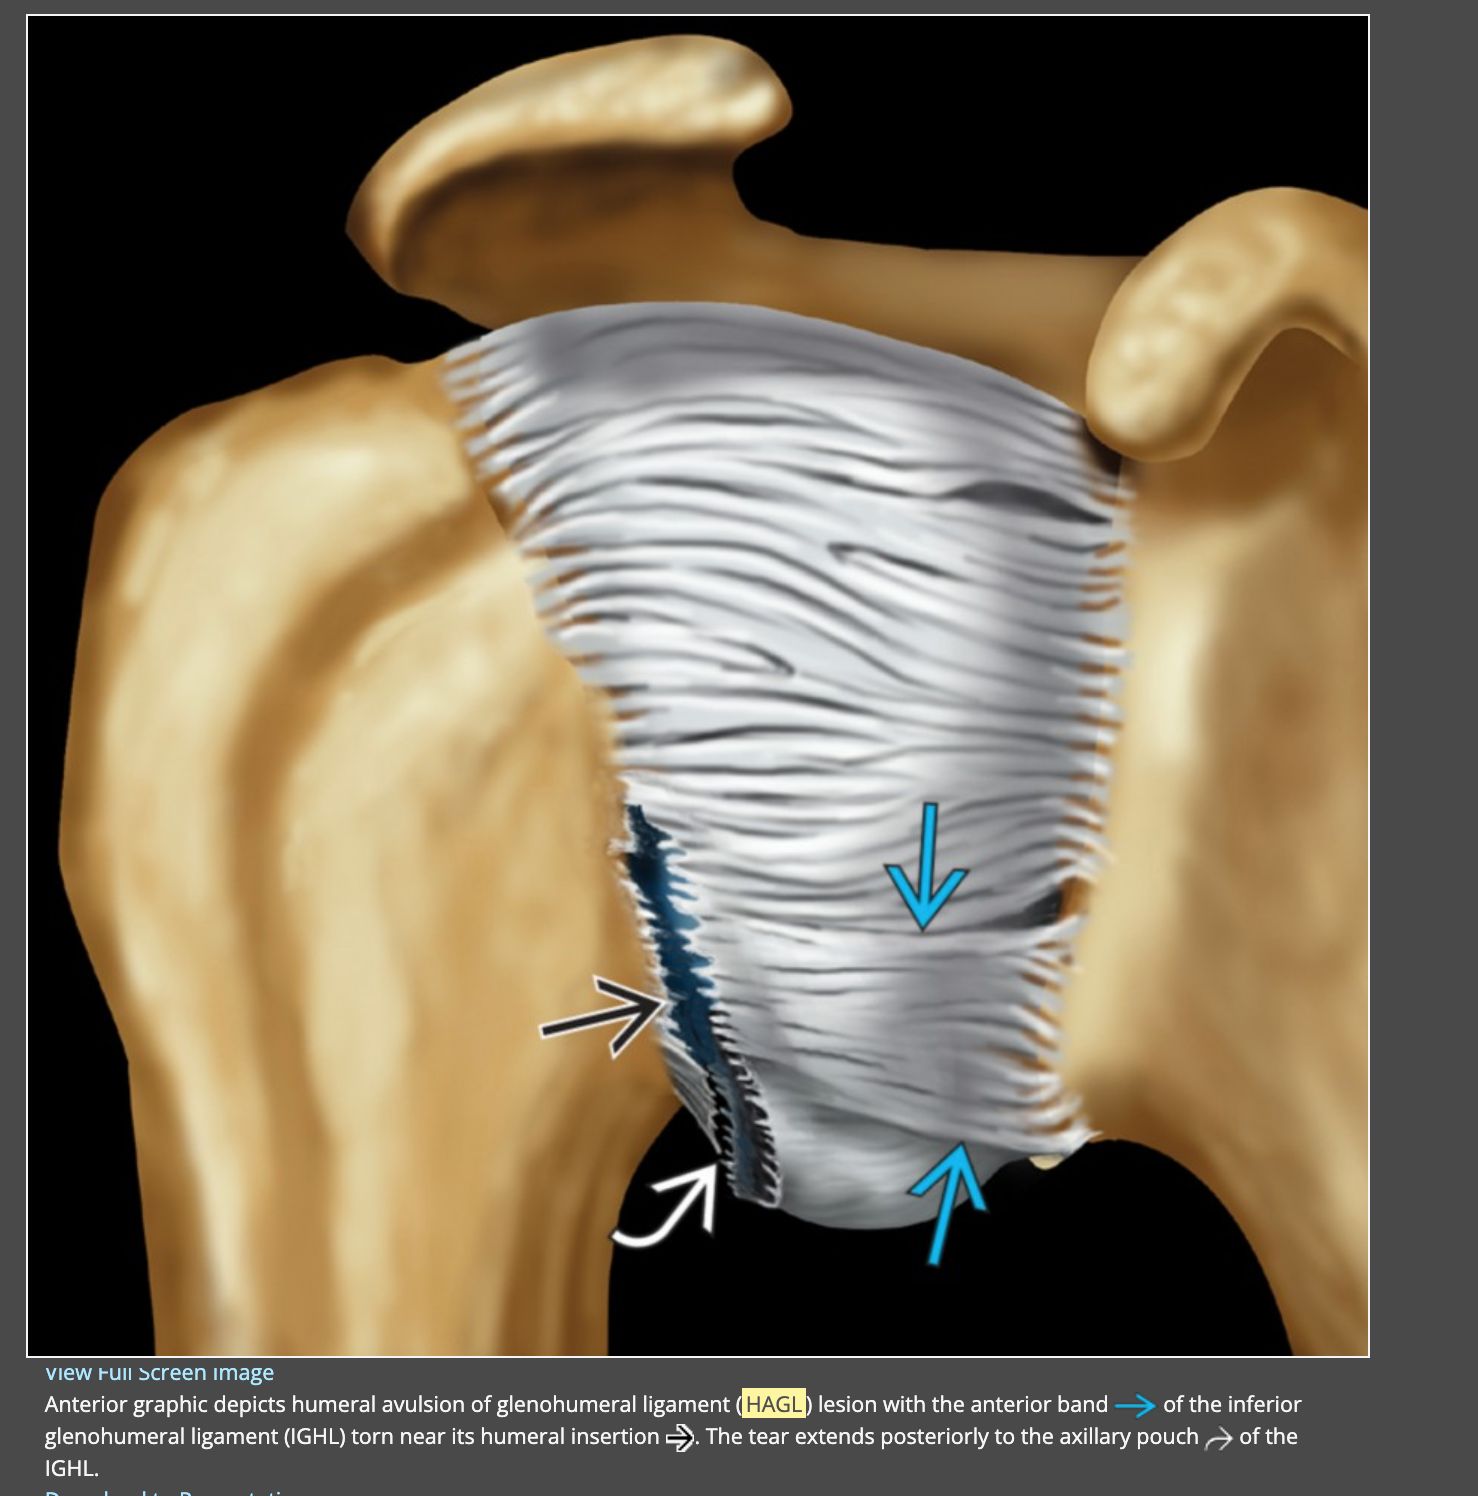 View Full Screen Image
Anterior graphic depicts humeral avulsion of glenohumeral ligament (HAGL) lesion with the anterior band of the inferior
glenohumeral ligament (IGHL) torn near its humeral insertion . The tear extends posteriorly to the axillary pouch of the
IGHL.